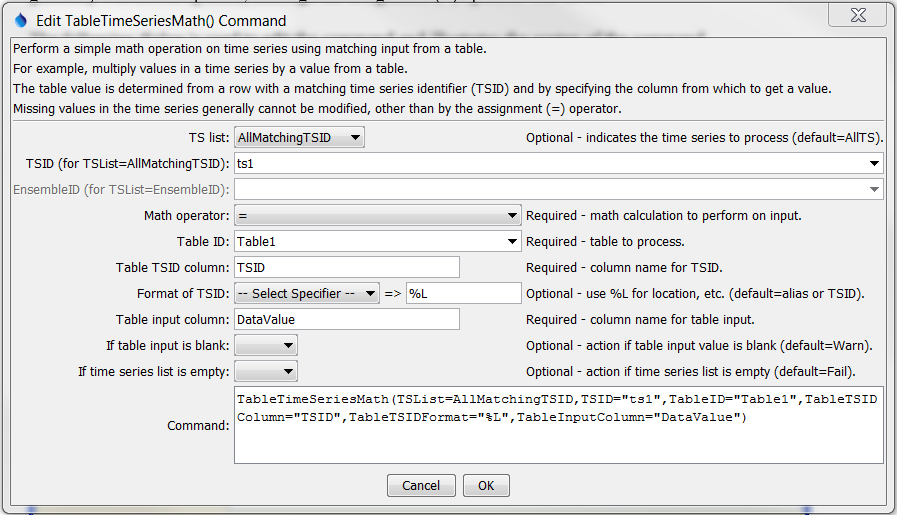 Edit TableTimeSeriesMath() Command
Perform a simple math operation on time series using matching input from a table.
For example, multiply values in a time series by a value from a table.
The table value is determined from a row with a matching time series identifier (TSID) and by specifying the column from which to get a value.
Missing values in the time series generally cannot be modified, other than by the assignment (=) operator.
TS list: AllMatchingTSID Optional - indicates the time series to process (default=AllTS).
TSID (for TSList=AllMatchingTSID): ts1
EnsembleID (for TSList=EnsembleID):
Math operator: = Required - math calculation to perform on input.
Table ID: Table1 Required - table to process.
Table TSID column: TSID Required - column name for TSID.
Format of TSID: -- Select Specifier -- => %L Optional - use %L for location, etc. (default=alias or TSID).
Table input column: DataValue Required - column name for table input.
If table input is blank: Optional - action if table input value is blank (default=Warn).
If time series list is empty: Optional - action if time series list is empty (default=Fail).
TableTimeSeriesMath(TSList=AllMatchingTSID,TSID="ts1",TableID="Table1",TableTSID
Command: Column="TSID",TableTSIDFormat="%L",TableInputColumn="DataValue")
Cancel OK